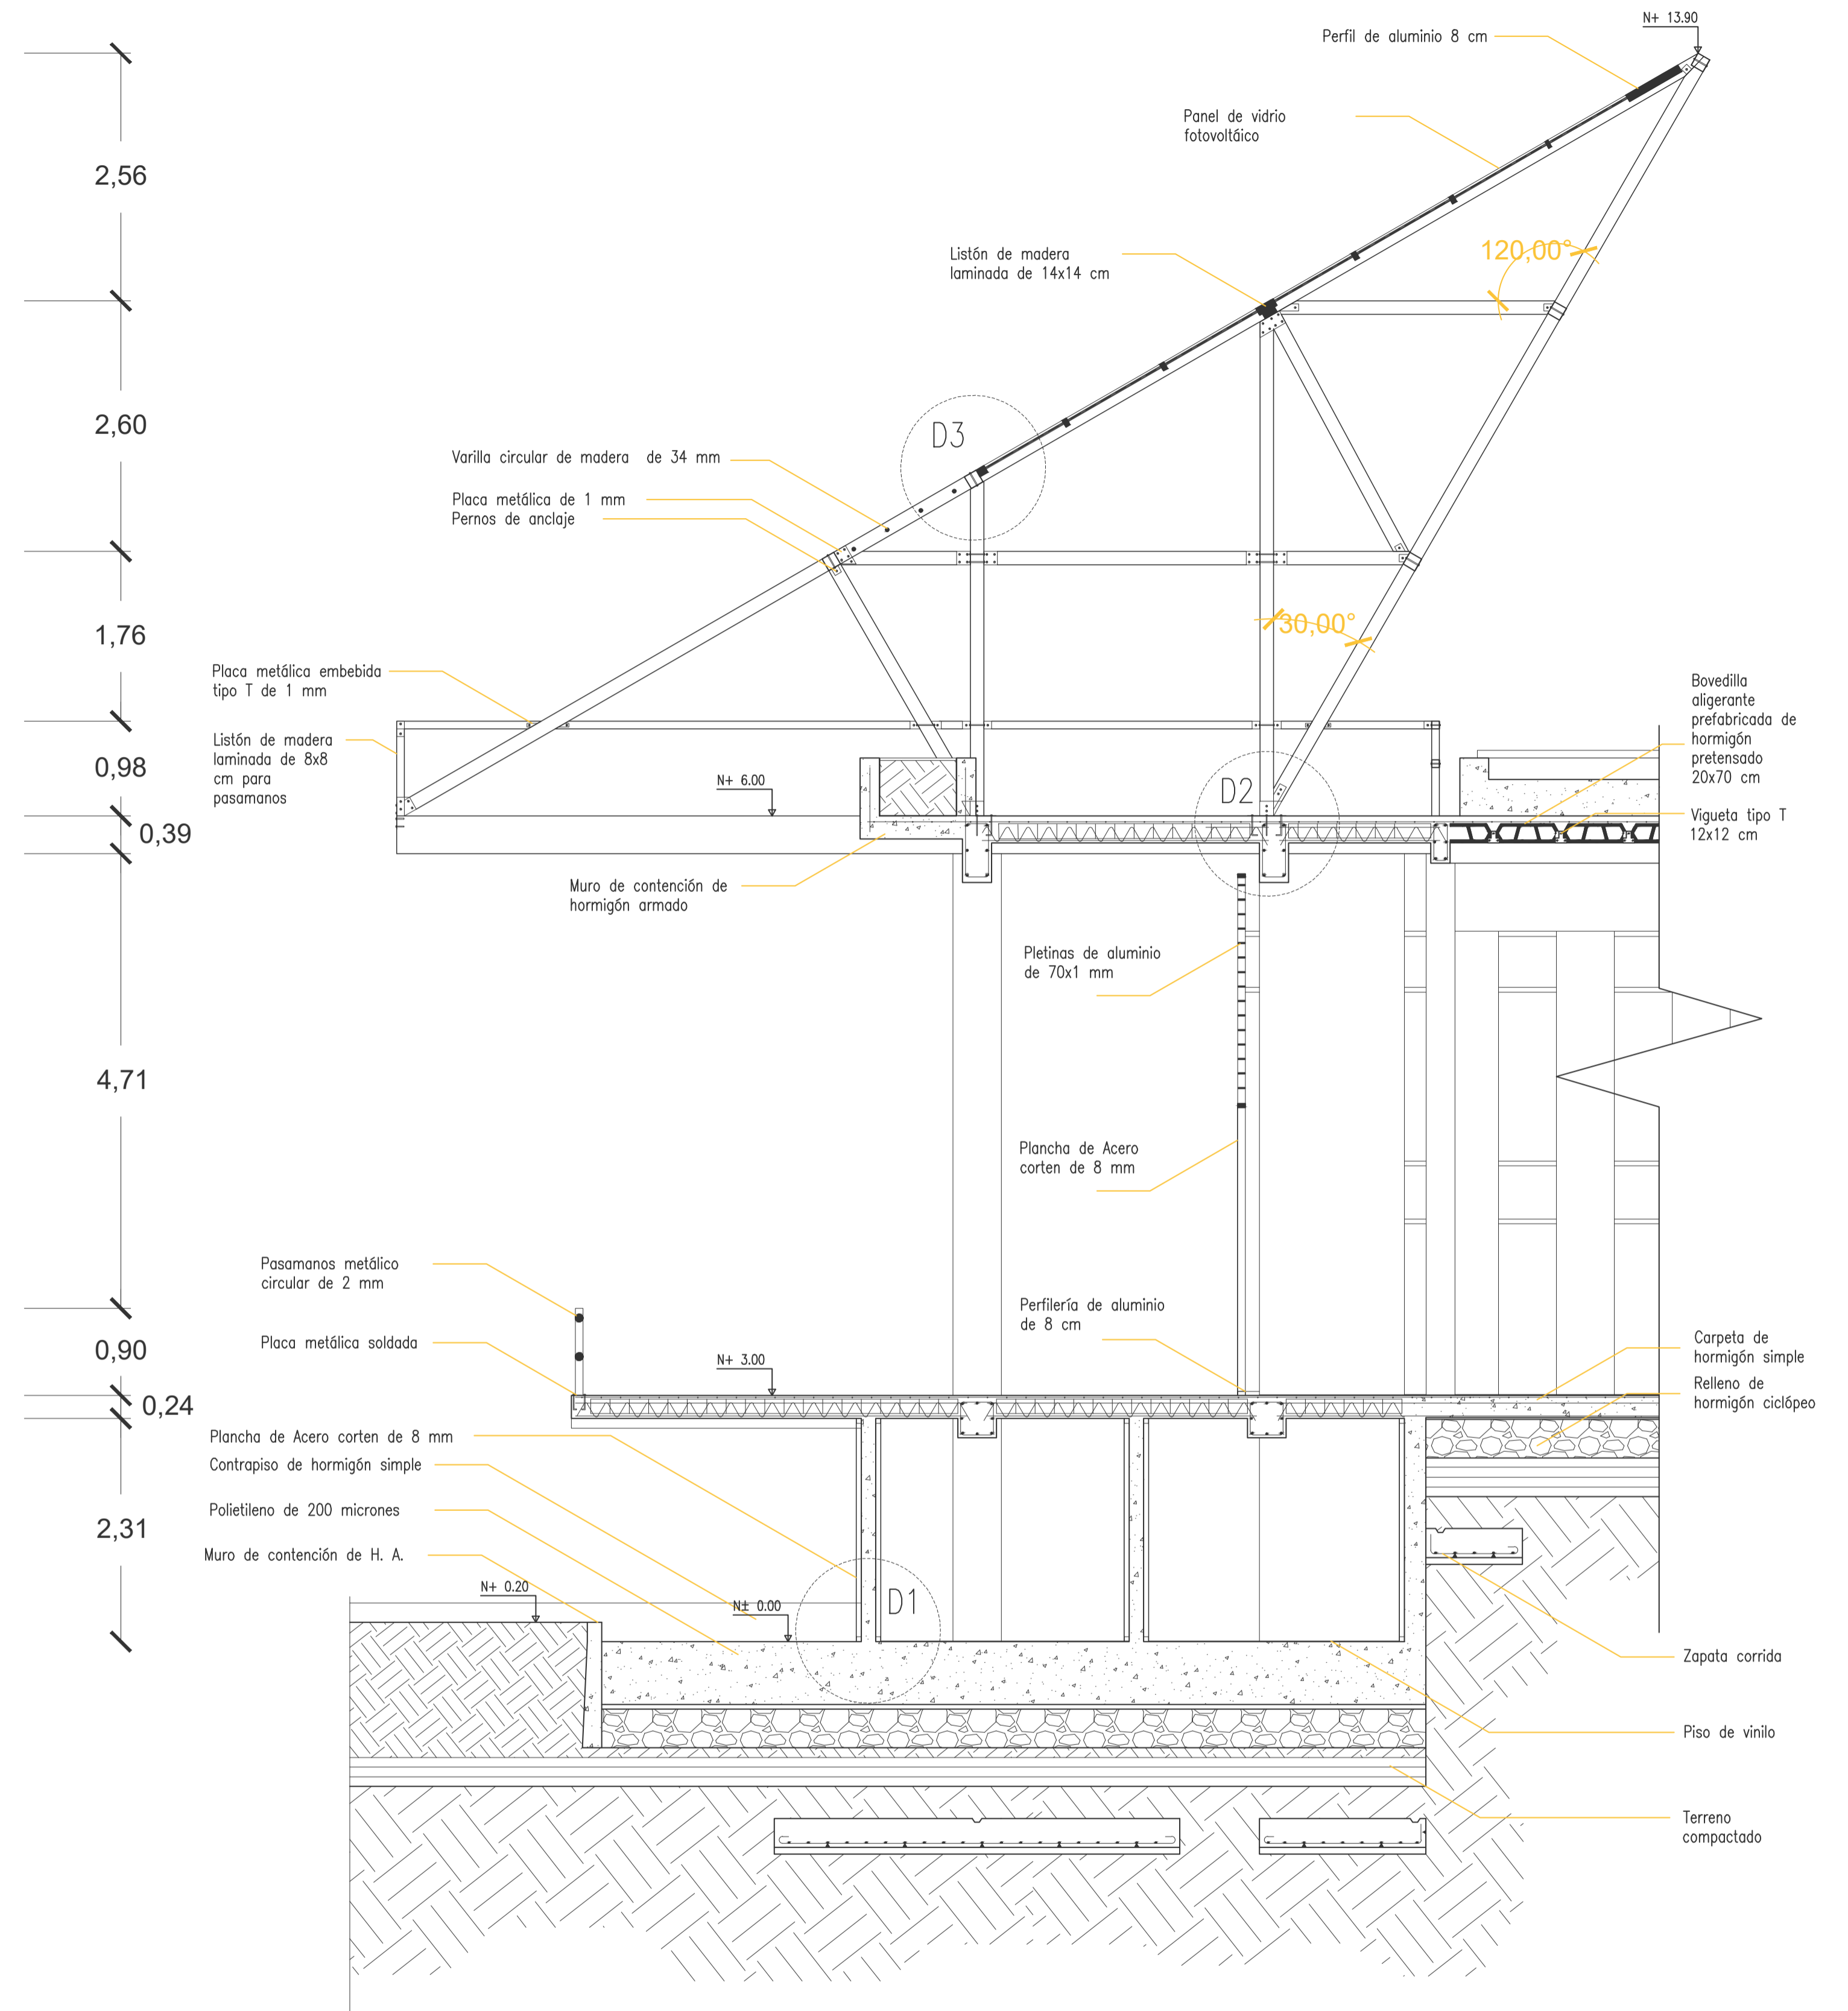 N+ 13.90
Perfil de aluminio 8 cm
Panel de vidrio
fotovoltáico
2,56
Listón de madera
laminada de 14x14 cm
120,00°
2,60
D3
Varilla circular de madera de 34 mm
Placa metálica de 1 mm
Pernos de anclaje
1,76
30,00°
Placa metálica embebida
tipo T de 1 mm
Listón de madera
laminada de 8x8
cm para
pasamanos
0,98
N+ 6.00
D2
Bovedilla
aligerante
prefabricada de
hormigón
pretensado
20x70 cm
Vigueta tipo T
12x12 cm
0,39
Muro de contención de
hormigón armado
Pletinas de aluminio
de 70x1 mm
4,71
Plancha de Acero
corten de 8 mm
Pasamanos metálico
circular de 2 mm
Perfilería de aluminio
de 8 cm
Placa metálica soldada
0,90
N+ 3.00
Carpeta de
hormigón simple
Relleno de
hormigón ciclópeo
0,24
Plancha de Acero corten de 8 mm
Contrapiso de hormigón simple
Polietileno de 200 micrones
2,31
Muro de contención de H. A.
N+ 0.20
N± 0.00
D1
Zapata corrida
Piso de vinilo
Terreno
compactado